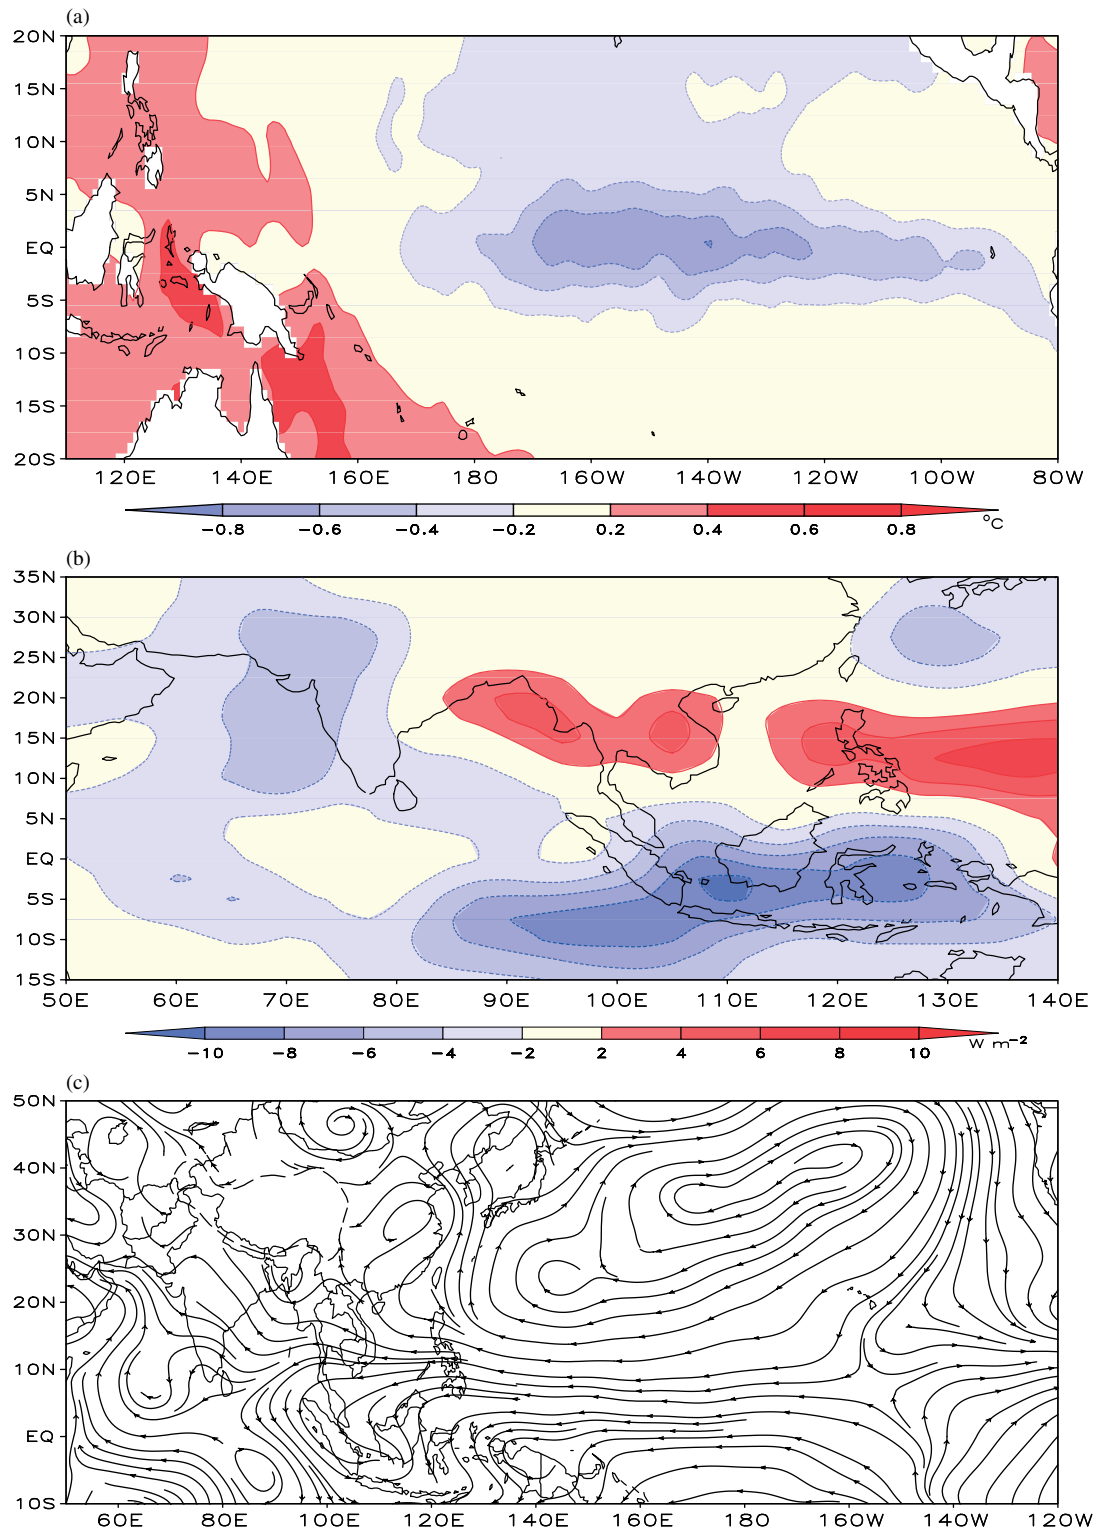 (a)
20N
15N
10N
5N
EQ
5S
10S
15S
20S
120E 140E 160E 180 160W 140W 120W 100W 80W
−0.8 −0.6 −0.4 −0.2 0.2 0.4 0.6 0.8 °C
(b)
35N
30N
25N
20N
15N
10N
5N
EQ
5S
10S
15S
50E 60E 70E 80E 90E 100E 110E 120E 130E 140E
−10 −8 −6 −4 −2 2 4 6 8 10 W m⁻²
(c)
50N
40N
30N
20N
10N
EQ
10S
60E 80E 100E 120E 140E 160E 180 160W 140W 120W